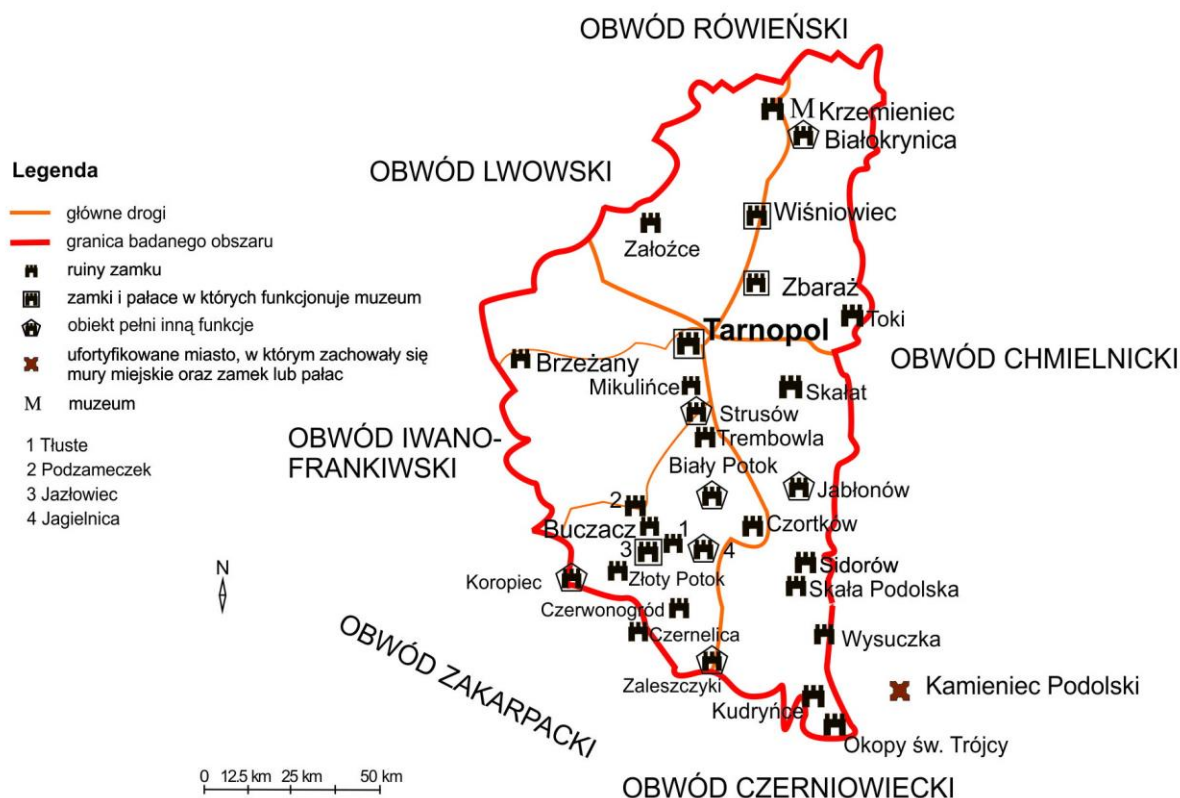 OBWÓD RÓWIEŃSKI
M Krzemieniec
Białokrynica
OBWÓD LWOWSKI
Legenda
główne drogi
granica badanego obszaru
ruiny zamku
zamki i pałace w których funkcjonuje muzeum
obiekt pełni inną funkcje
ufortyfikowane miasto, w którym zachowały się
mury miejskie oraz zamek lub pałac
M muzeum
1 Tłuste
2 Podzameczek
3 Jazłowiec
4 Jagielnica
Wiśniowiec
Załoźce
Zbaraż
Toki
Tarnopol
Brzeżany
OBWÓD CHMIELNICKI
Mikulińce
Skałat
Strusów
Trembowla
OBWÓD IWANO-
FRANKIWSKI
Biały Potok
Jabłonów
2
Buczacz
1
Czortków
3
4
Sidorów
Złoty Potok
Koropiec
Skała Podolska
Czerwonogród
Czernelica
Wysuczka
OBWÓD ZAKARPACKI
Zaleszczyki
Kamieniec Podolski
Kudryńce
Okopy św. Trójcy
N
0 12.5 km 25 km 50 km
OBWÓD CZERNIOWIECKI